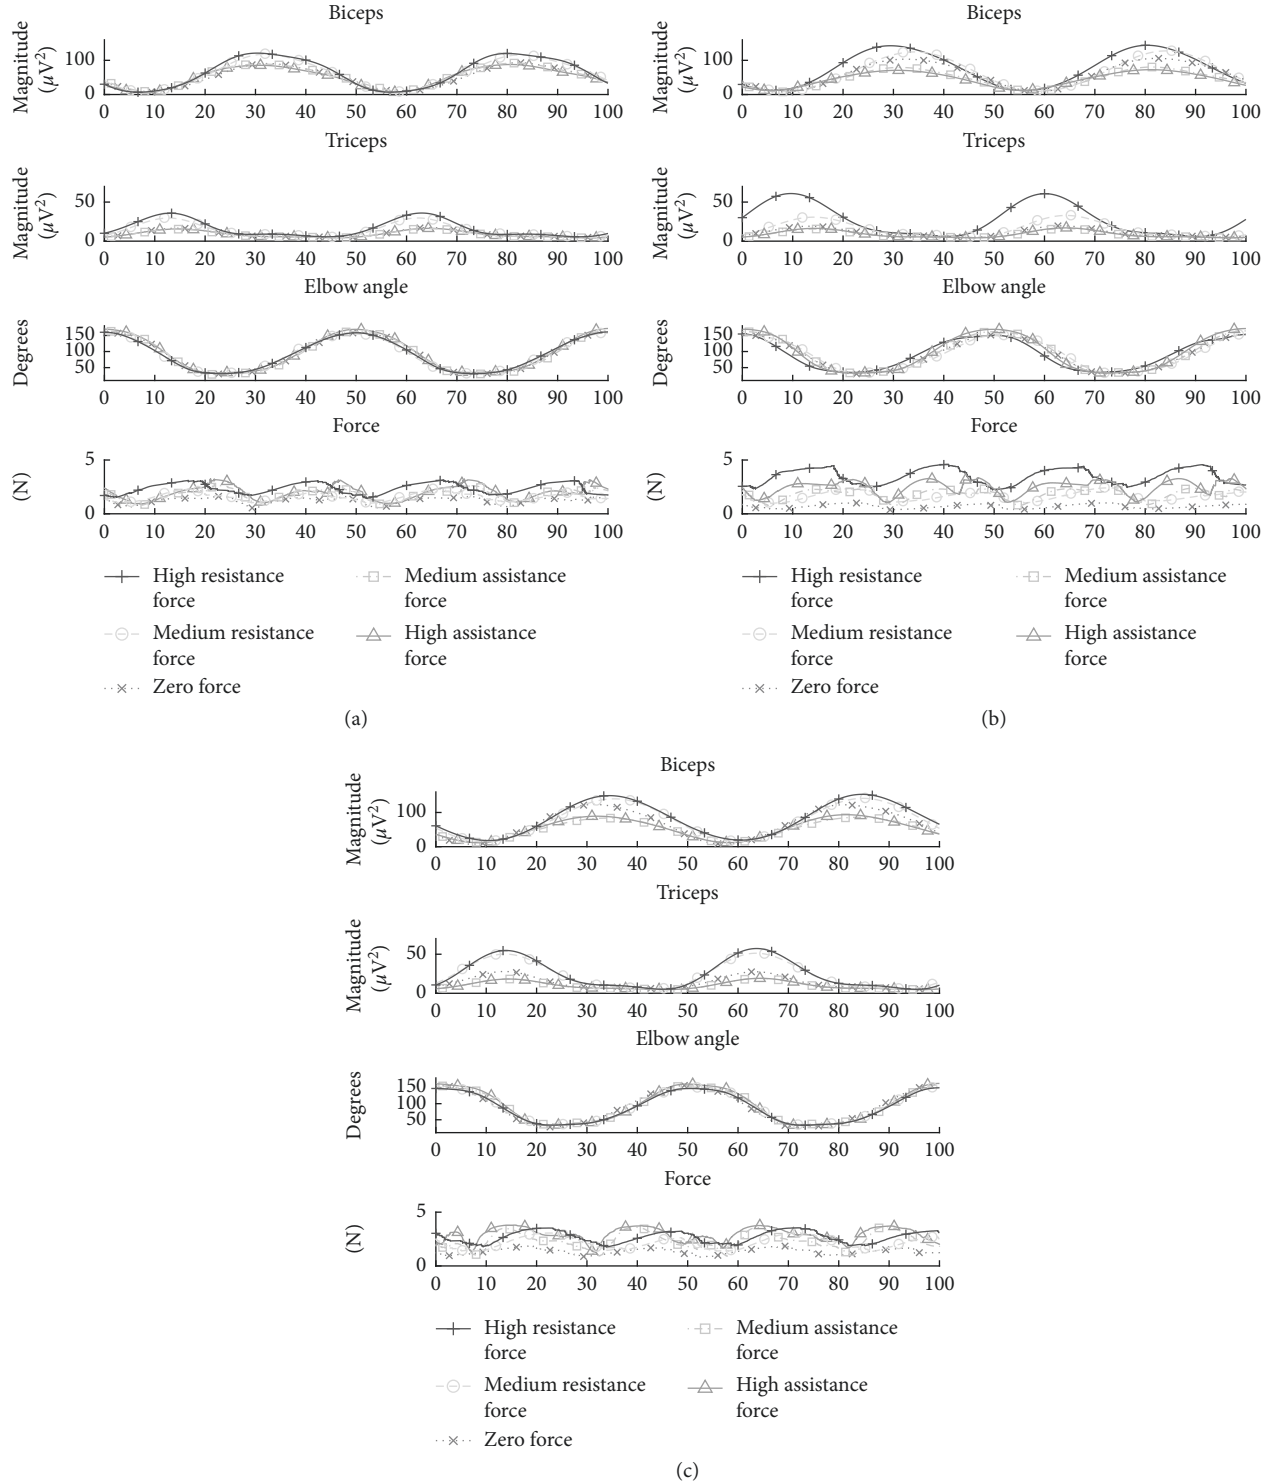 Biceps
Magnitude
(μV²)
100
0
0 10 20 30 40 50 60 70 80 90 100
Triceps
Magnitude
(μV²)
50
0
0 10 20 30 40 50 60 70 80 90 100
Elbow angle
Degrees
150
100
50
0 10 20 30 40 50 60 70 80 90 100
Force
(N)
5
0
0 10 20 30 40 50 60 70 80 90 100
High resistance
force
Medium resistance
force
Zero force
Medium assistance
force
High assistance
force
(a)
Biceps
Magnitude
(μV²)
100
0
0 10 20 30 40 50 60 70 80 90 100
Triceps
Magnitude
(μV²)
50
0
0 10 20 30 40 50 60 70 80 90 100
Elbow angle
Degrees
150
100
50
0 10 20 30 40 50 60 70 80 90 100
Force
(N)
5
0
0 10 20 30 40 50 60 70 80 90 100
High resistance
force
Medium resistance
force
Zero force
Medium assistance
force
High assistance
force
(b)
Biceps
Magnitude
(μV²)
100
0
0 10 20 30 40 50 60 70 80 90 100
Triceps
Magnitude
(μV²)
50
0
0 10 20 30 40 50 60 70 80 90 100
Elbow angle
Degrees
150
100
50
0 10 20 30 40 50 60 70 80 90 100
Force
(N)
5
0
0 10 20 30 40 50 60 70 80 90 100
High resistance
force
Medium resistance
force
Zero force
Medium assistance
force
High assistance
force
(c)